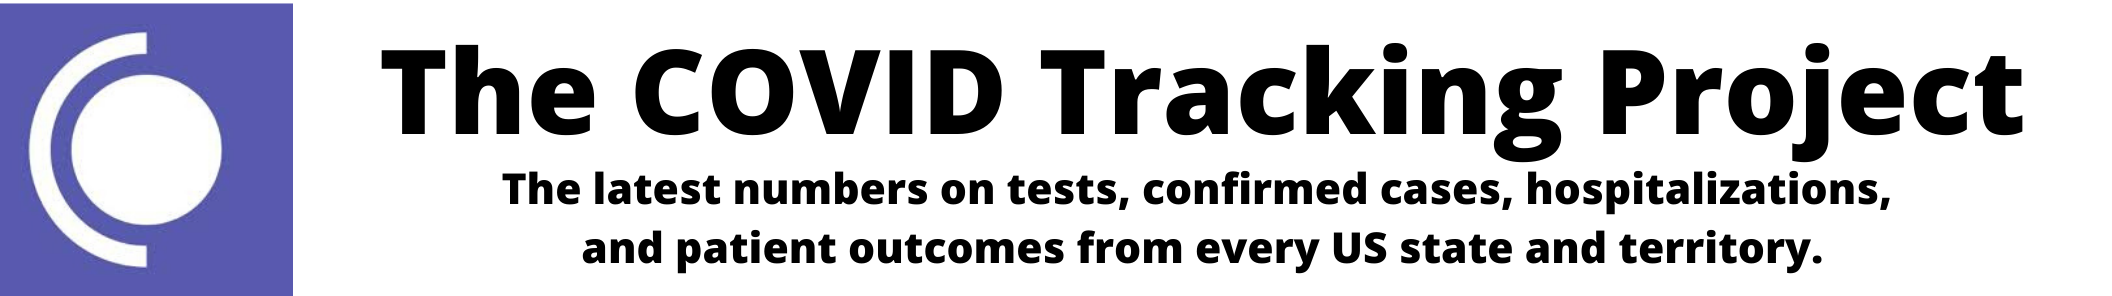 The COVID Tracking Project
The latest numbers on tests, confirmed cases, hospitalizations,
and patient outcomes from every US state and territory.